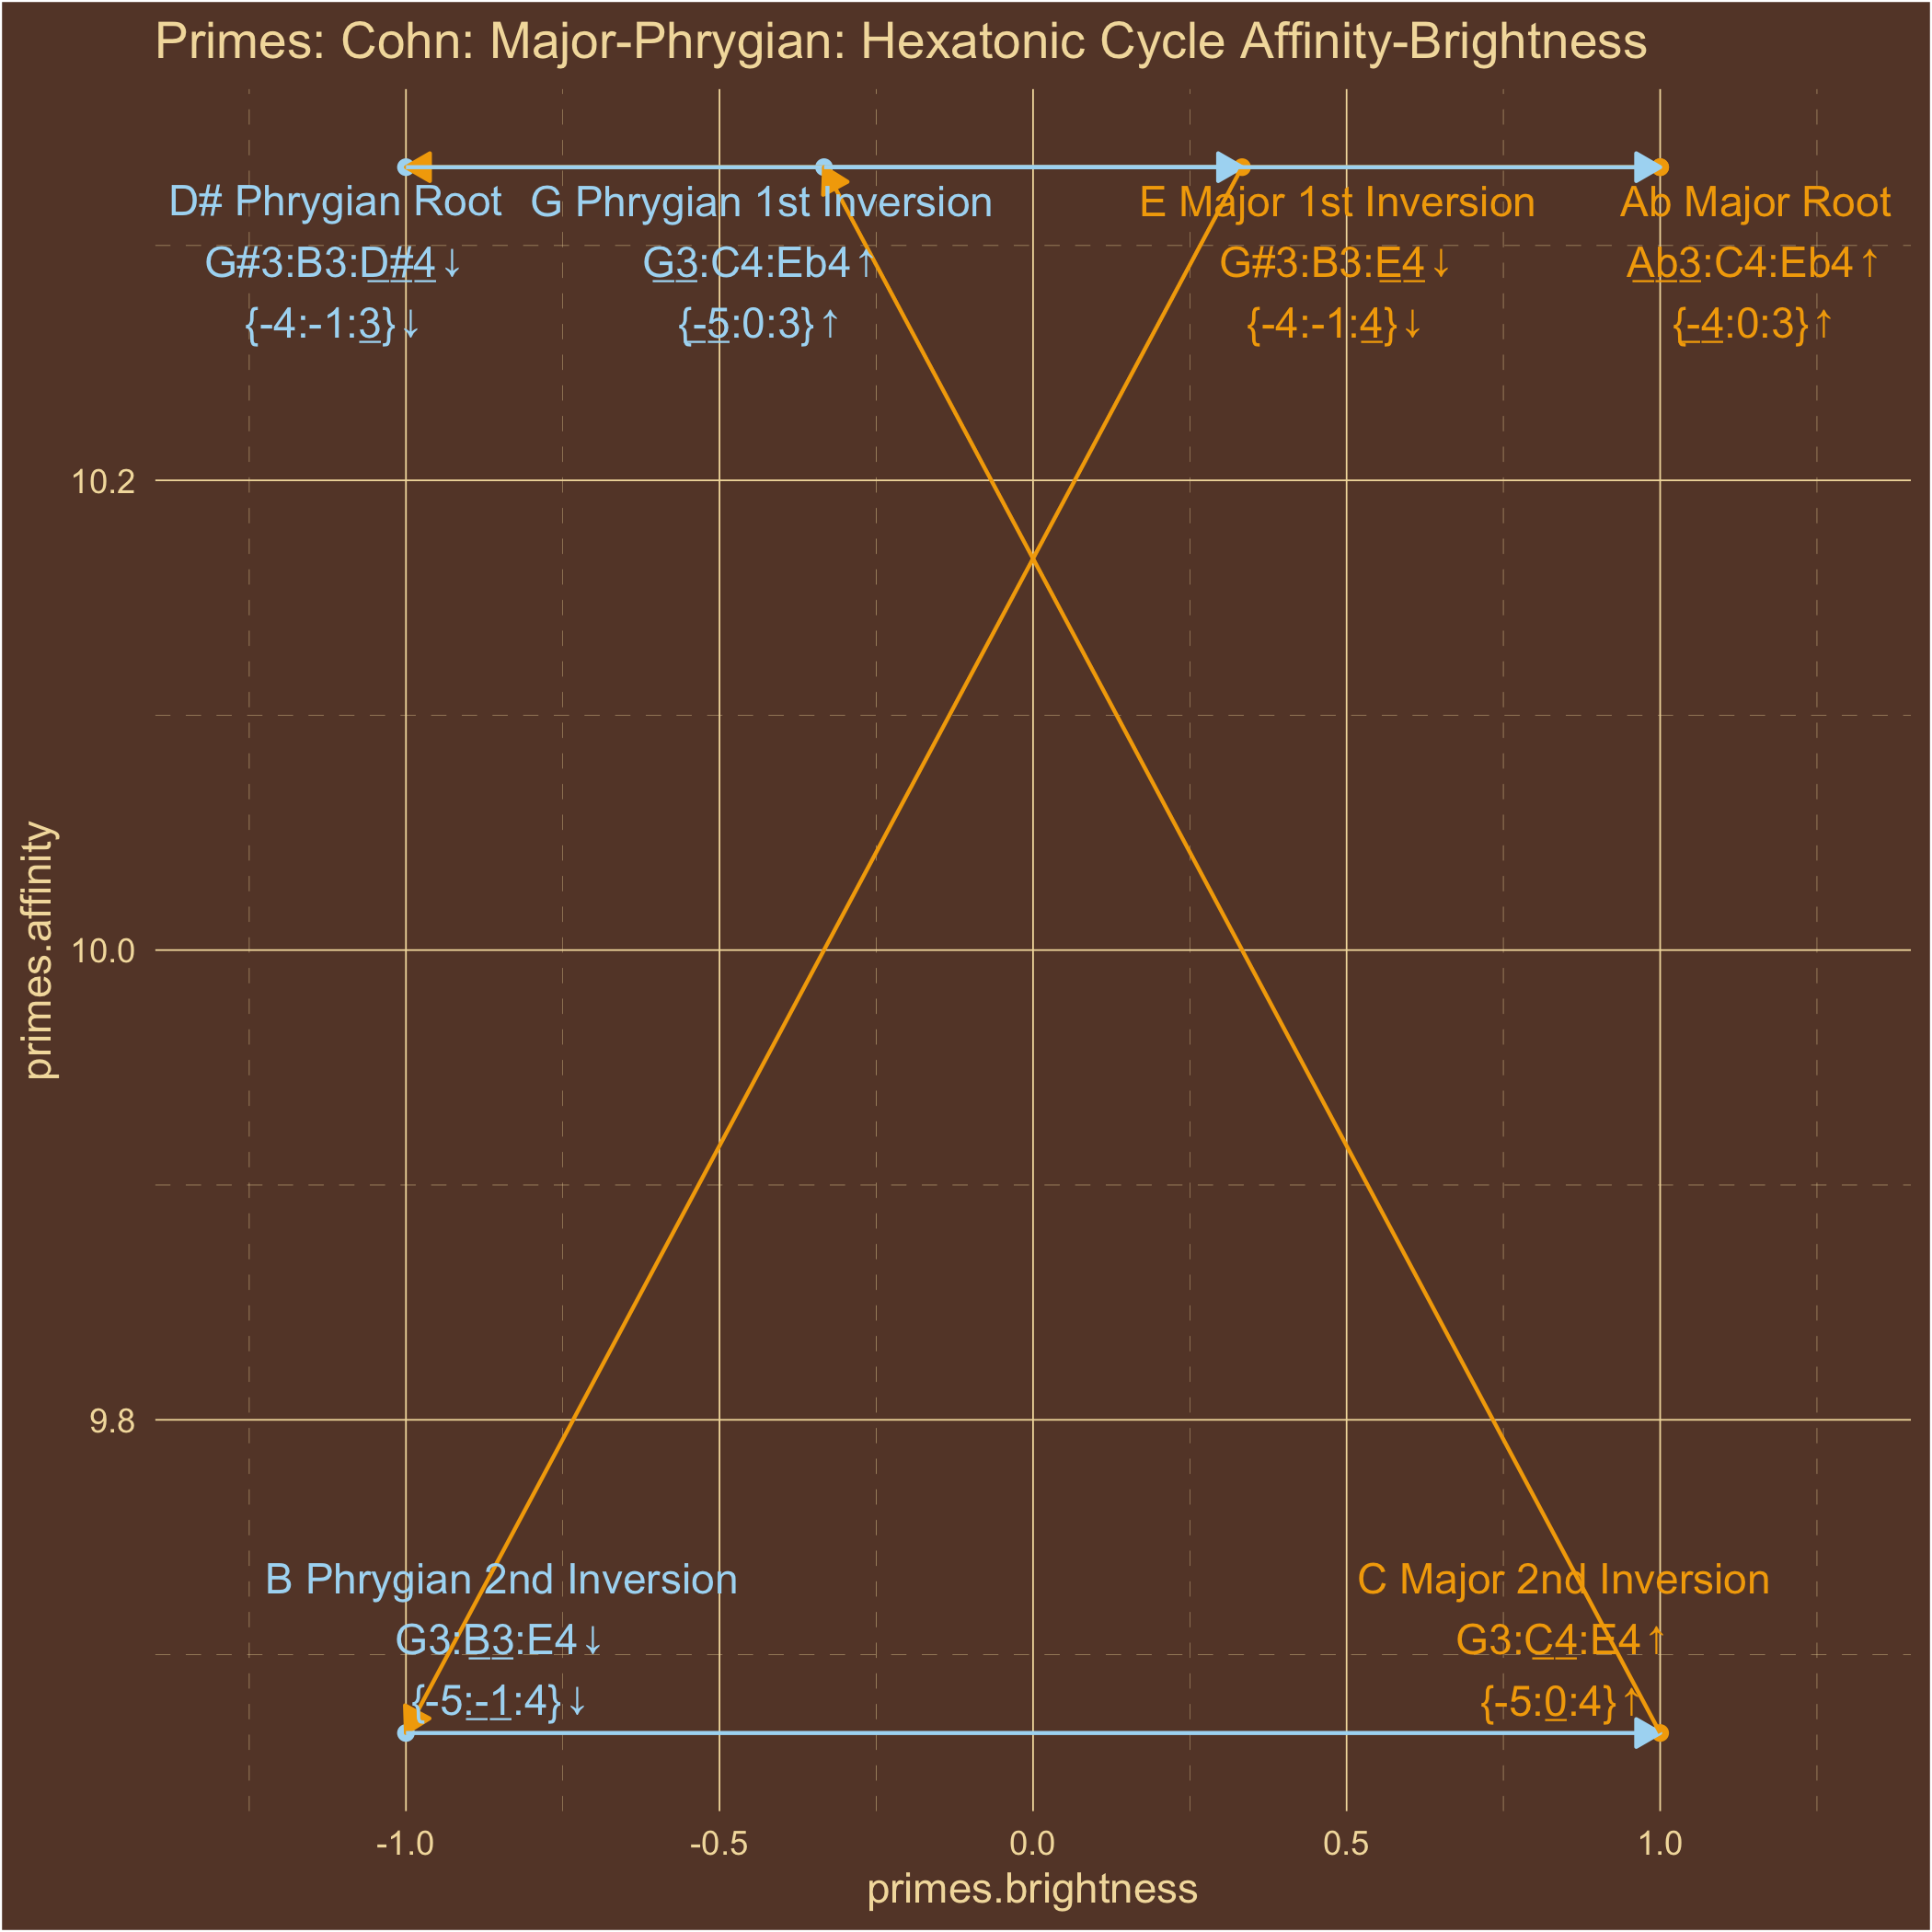 Primes: Cohn: Major-Phrygian: Hexatonic Cycle Affinity-Brightness
D# Phrygian Root
G#3:B3:D#4↓
{-4:-1:3}↓
G Phrygian 1st Inversion
G3:C4:Eb4↑
{-5:0:3}↑
E Major 1st Inversion
G#3:B3:E4↓
{-4:-1:4}↓
Ab Major Root
Ab3:C4:Eb4↑
{-4:0:3}↑
10.2
10.0
9.8
primes.affinity
B Phrygian 2nd Inversion
G3:B3:E4↓
{-5:-1:4}↓
C Major 2nd Inversion
G3:C4:E4↑
{-5:0:4}↑
-1.0
-0.5
0.0
0.5
1.0
primes.brightness